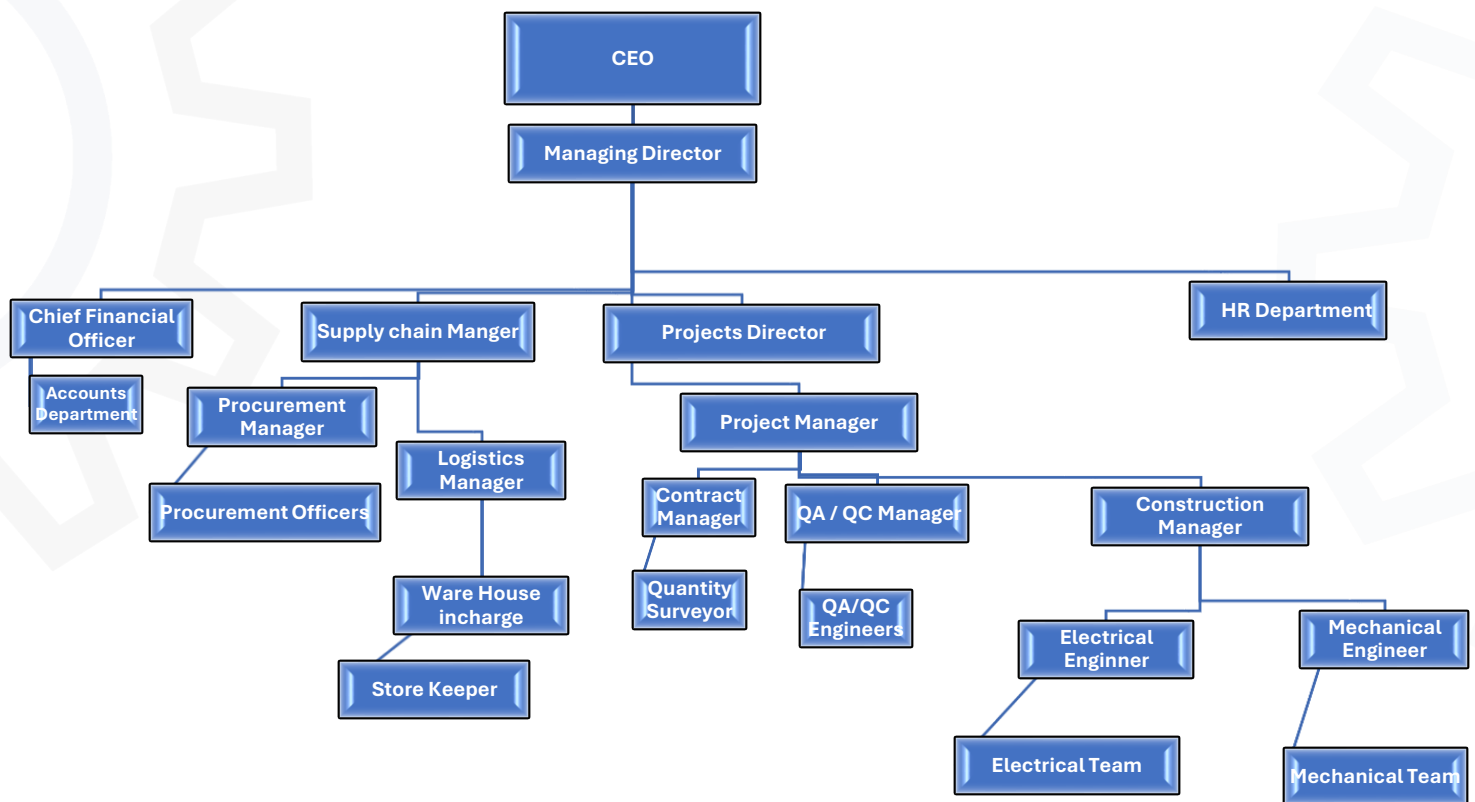 CEO
Managing Director
Chief Financial
Officer
Supply chain Manger
Projects Director
HR Department
Accounts
Department
Procurement
Manager
Project Manager
Logistics
Manager
Procurement Officers
Contract
Manager
QA / QC Manager
Construction
Manager
Ware House
incharge
Quantity
Surveyor
QA/QC
Engineers
Electrical
Enginner
Mechanical
Engineer
Store Keeper
Electrical Team
Mechanical Team